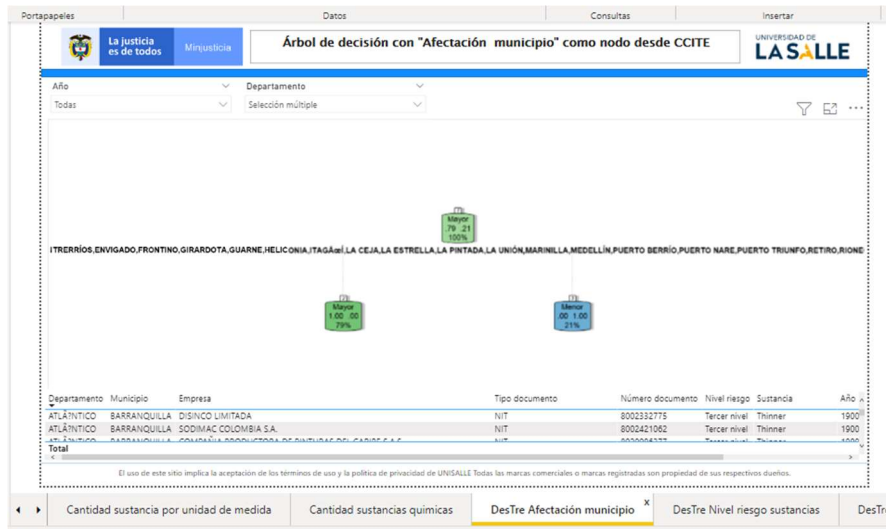 Portapapeles Datos Consultas Insertar
La justicia
es de todos
Minjusticia
Árbol de decisión con "Afectación municipio" como nodo desde CCITE
UNIVERSIDAD DE
LA SALLE
Año Departamento
Todas Selección múltiple
Mayor
.79 .21
100%
ITRERRÍOS,ENVIGADO,FRONTINO,GIRARDOTA,GUARNE,HELICONIA,ITAGÃœÍ,LA CEJA,LA ESTRELLA,LA PINTADA,LA UNIÓN,MARINILLA,MEDELLÍN,PUERTO BERRÍO,PUERTO NARE,PUERTO TRIUNFO,RETIRO,RIONE
Mayor
1.00 .00
79%
Menor
.00 1.00
21%
Departamento Municipio Empresa Tipo documento Número documento Nivel riesgo Sustancia Año
ATLÃ?NTICO BARRANQUILLA DISINCO LIMITADA NIT 8002332775 Tercer nivel Thinner 1900
ATLÃ?NTICO BARRANQUILLA SODIMAC COLOMBIA S.A. NIT 8002421062 Tercer nivel Thinner 1900
Total
El uso de este sitio implica la aceptación de los términos de uso y la política de privacidad de UNISALLE Todas las marcas comerciales o marcas registradas son propiedad de sus respectivos dueños.
Cantidad sustancia por unidad de medida Cantidad sustancias quimicas DesTre Afectación municipio x DesTre Nivel riesgo sustancias DesTr